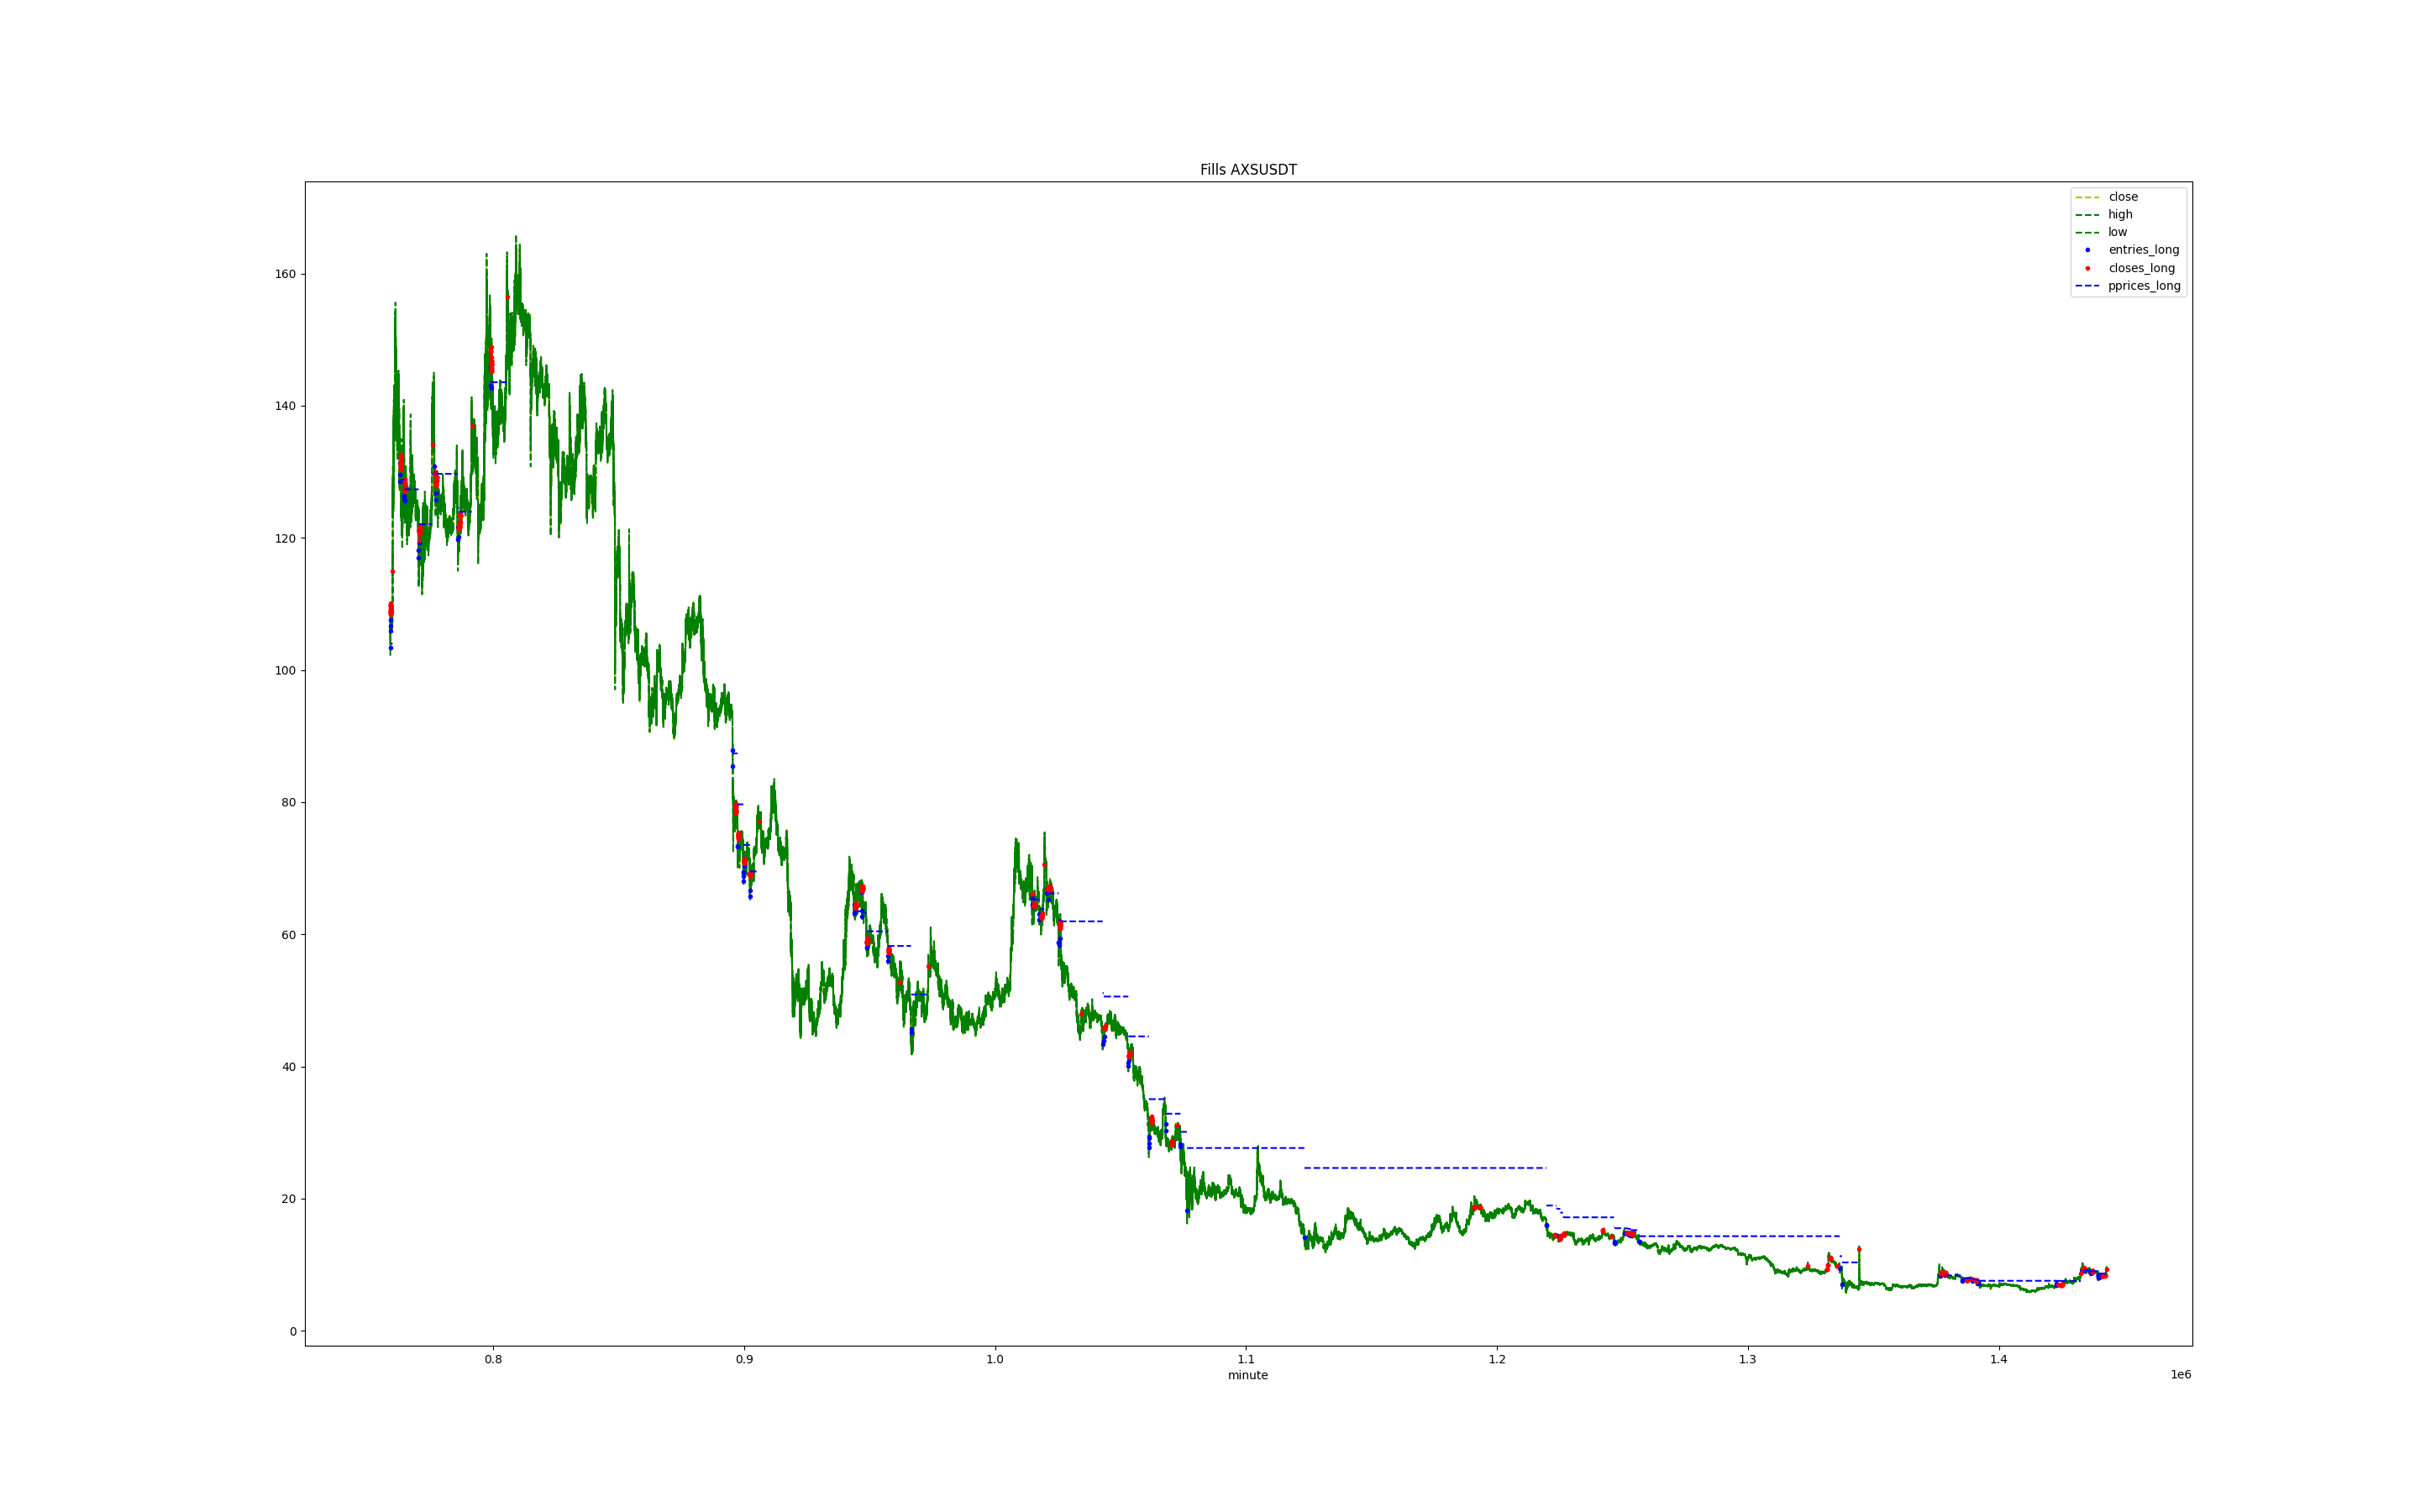 Fills AXSUSDT
close
high
low
entries_long
closes_long
pprices_long
160
140
120
100
80
60
40
20
0
0.8 0.9 1.0 1.1 1.2 1.3 1.4
minute 1e6